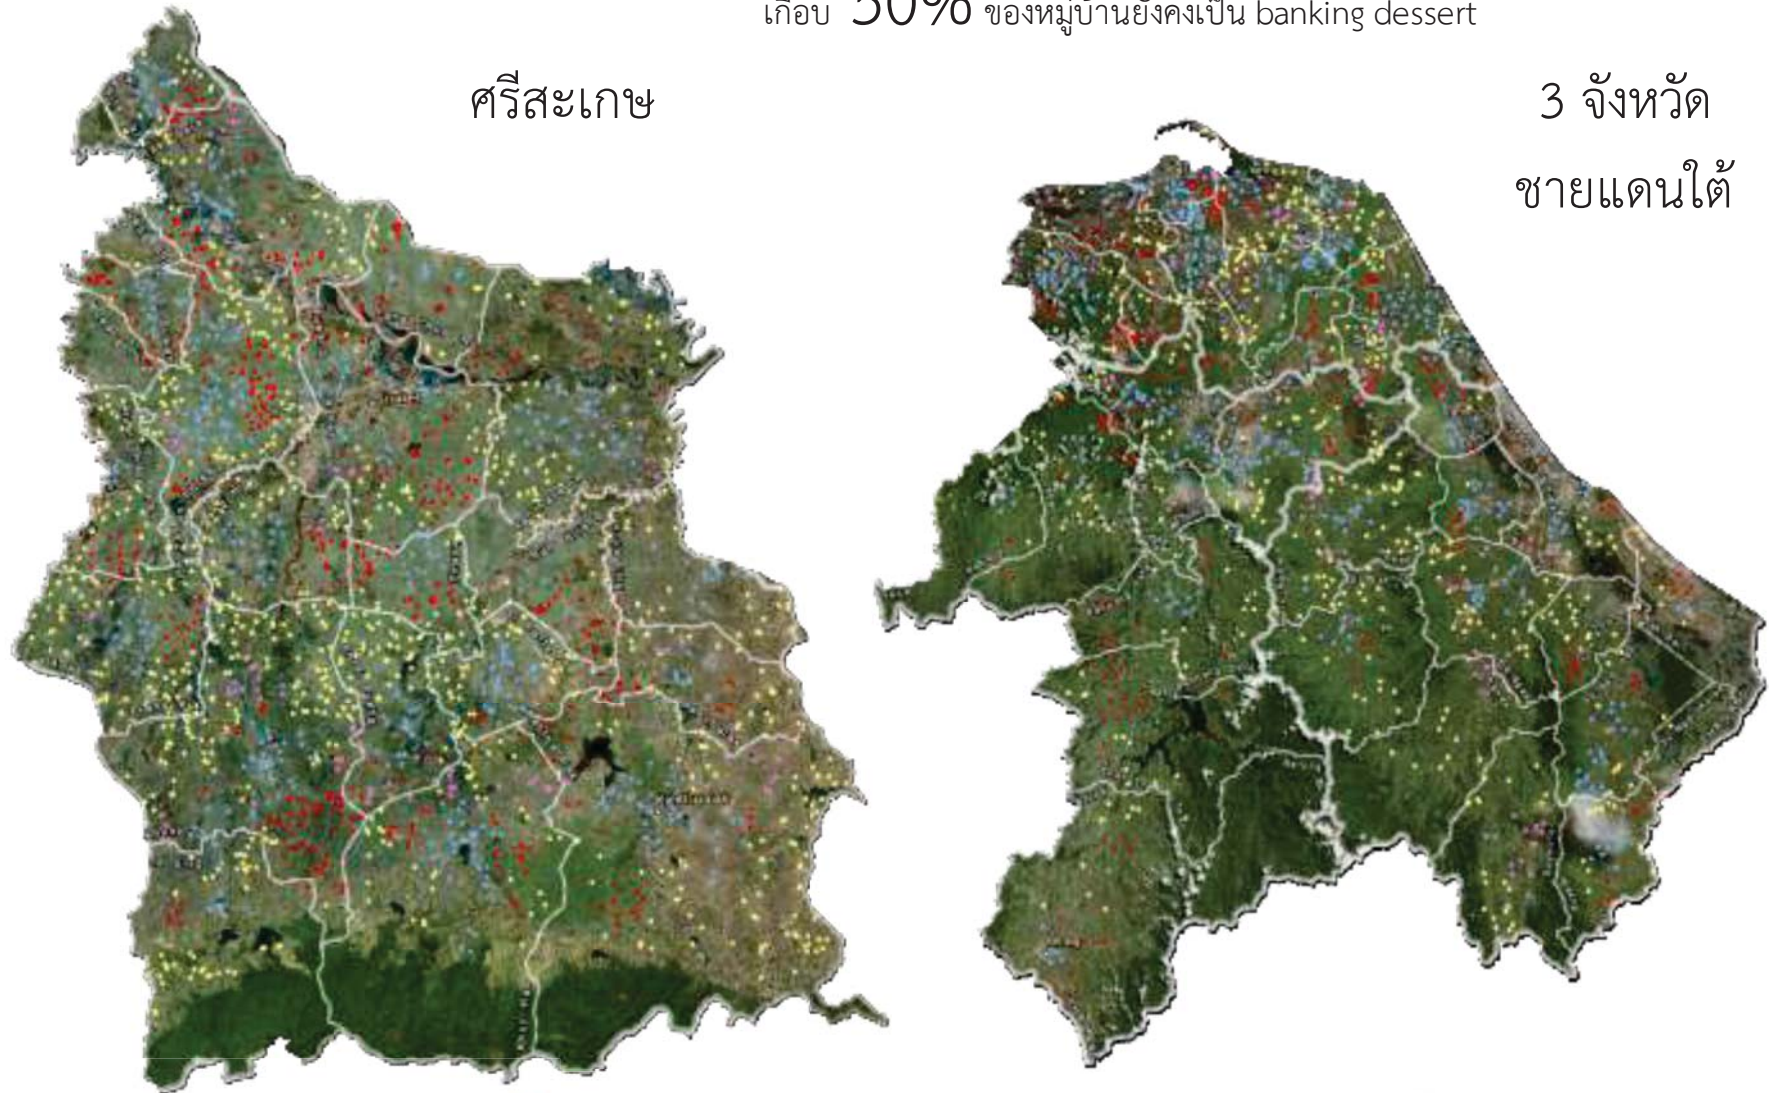 เกือบ 50% ของหมู่บ้านยังคงเป็น banking dessert
ศรีสะเกษ
3 จังหวัด
ชายแดนใต้